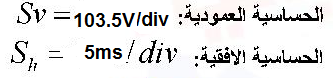 الحساسية العمودية: Sv = 103.5V/div
الحساسية الافقية: Sh = 5ms / div